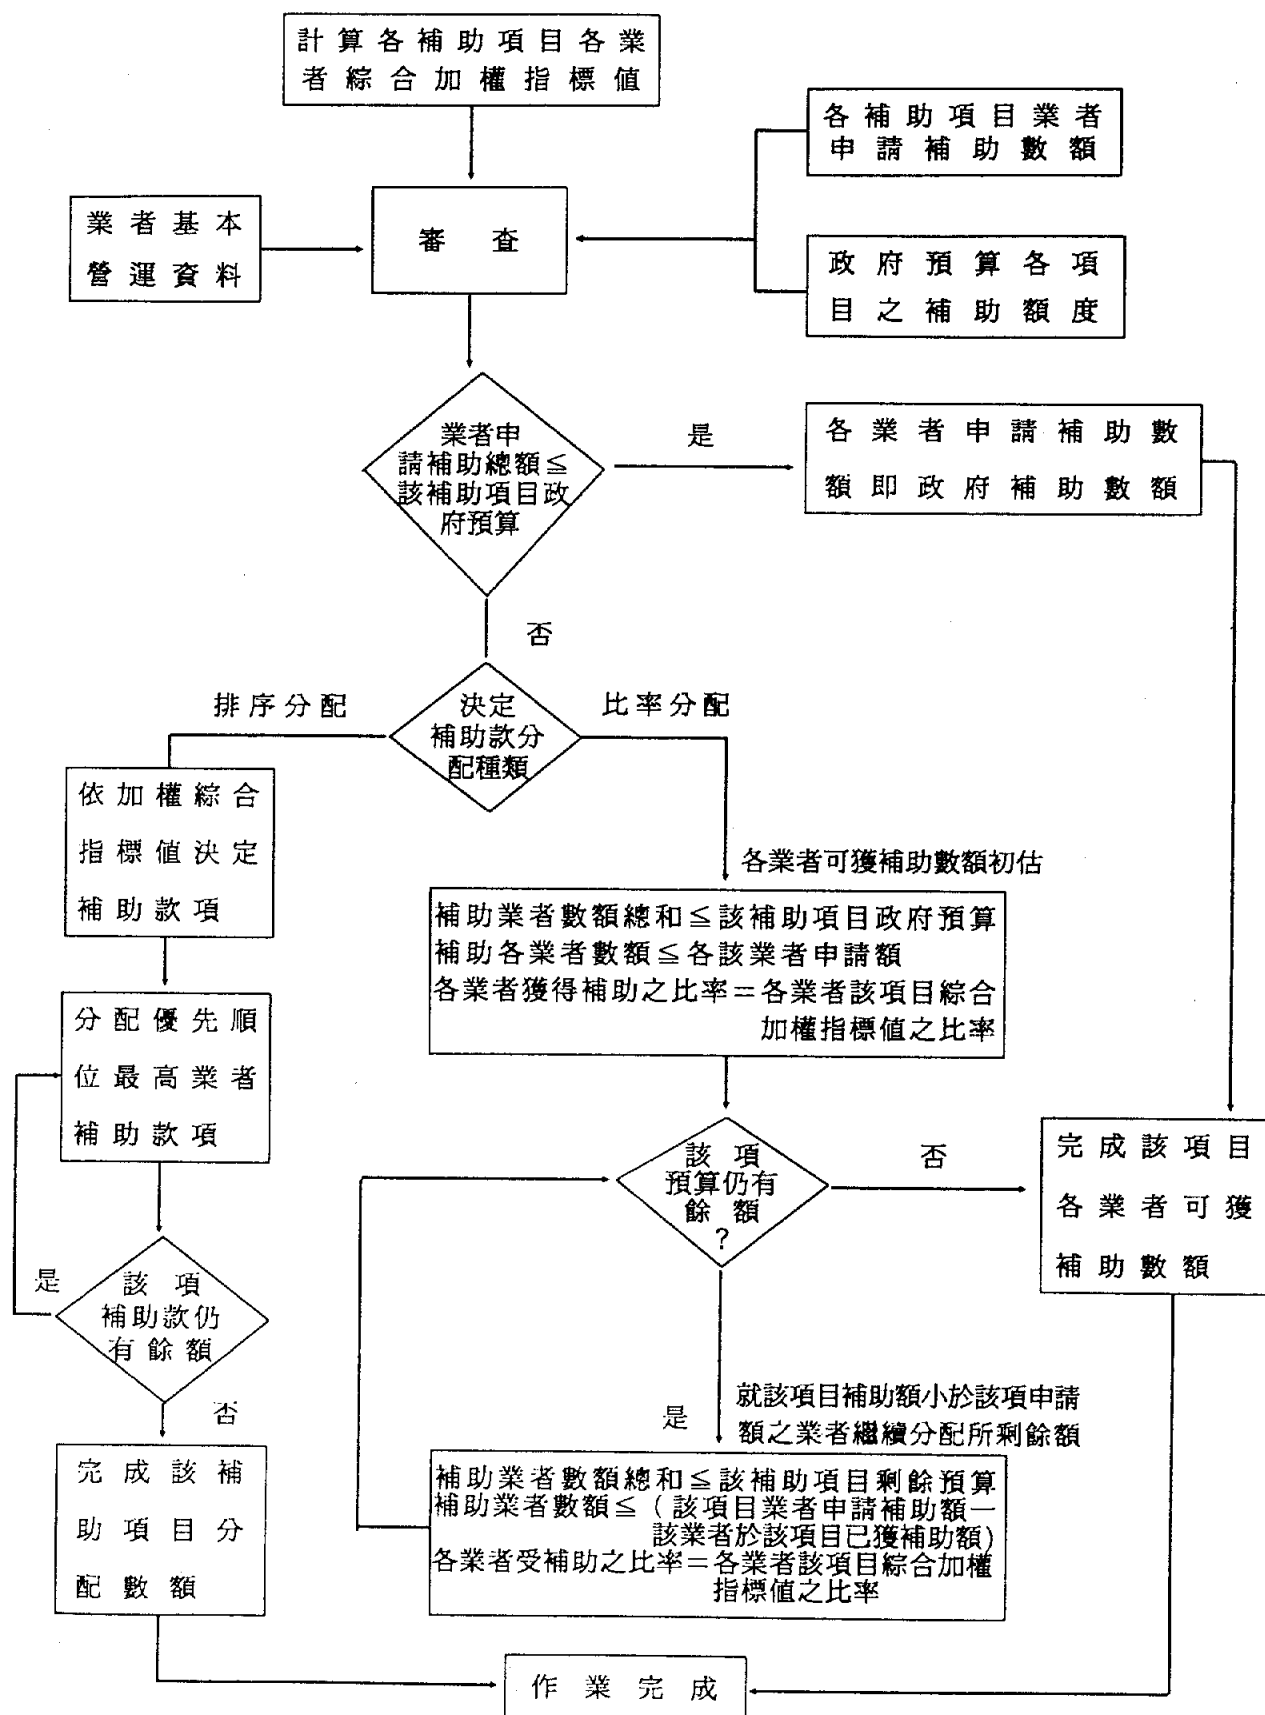 計算各補助項目各業
者綜合加權指標值
各補助項目業者
申請補助數額
業者基本
營運資料
審查
政府預算各項
目之補助額度
業者申
請補助總額≦
該補助項目政
府預算
是
各業者申請補助數
額即政府補助數額
否
決定
補助款分
配種類
排序分配
比率分配
依加權綜合
指標值決定
補助款項
各業者可獲補助數額初估
補助業者數額總和≦該補助項目政府預算
補助各業者數額≦各該業者申請額
各業者獲得補助之比率=各業者該項目綜合
加權指標值之比率
分配優先順
位最高業者
補助款項
該項
預算仍有
餘額
?
否
完成該項目
各業者可獲
補助數額
是
該項
補助款仍
有餘額
否
是
就該項目補助額小於該項申請
額之業者繼續分配所剩餘額
完成該補
助項目分
配數額
補助業者數額總和≦該補助項目剩餘預算
補助業者數額≦(該項目業者申請補助額—
該業者於該項目已獲補助額)
各業者受補助之比率=各業者該項目綜合加權
指標值之比率
作業完成